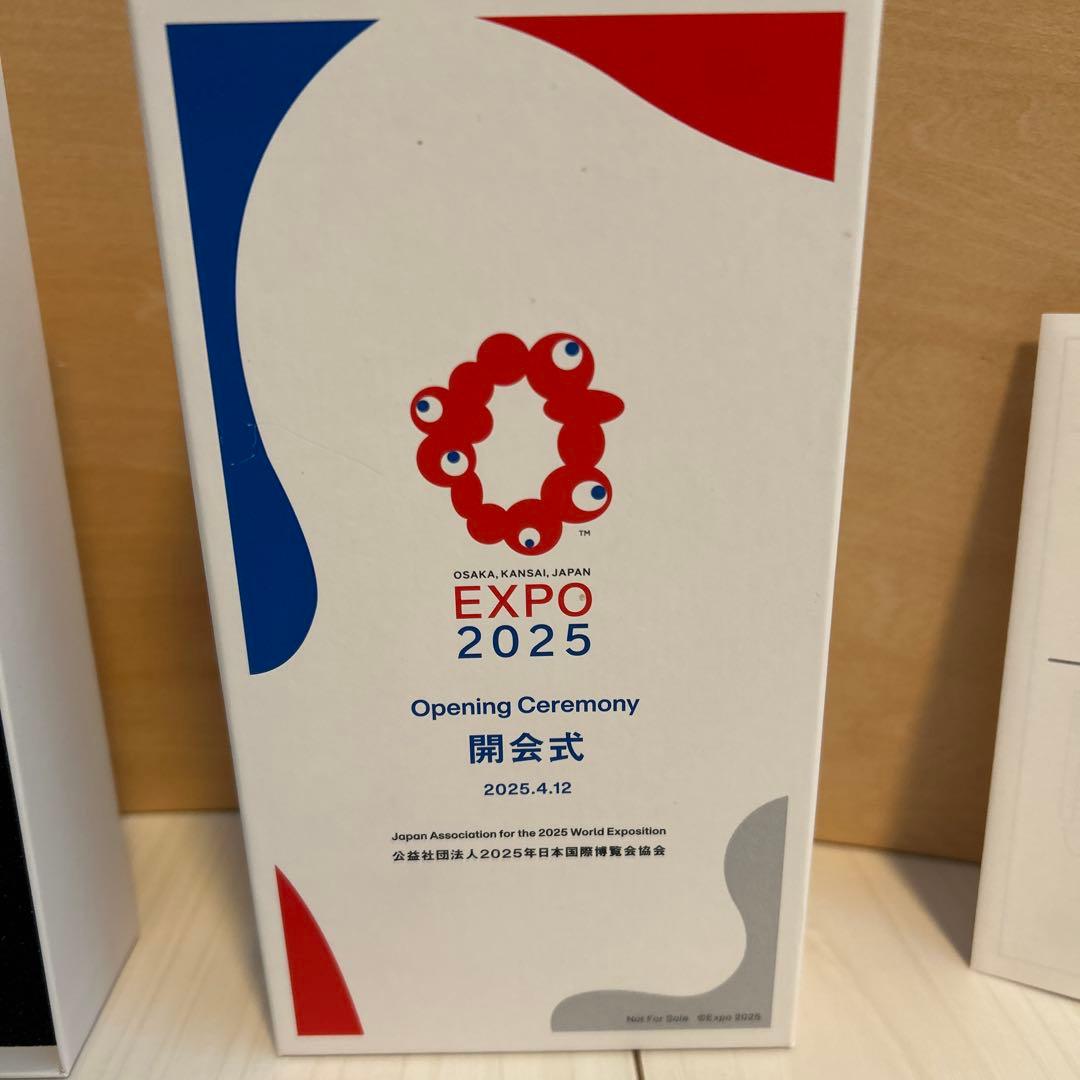 TM
OSAKA, KANSAI, JAPAN
EXPO
2025
Opening Ceremony
開会式
2025.4.12
Japan Association for the 2025 World Exposition
公益社団法人2025年日本国際博覧会協会
Not For Sale ©Expo 2025